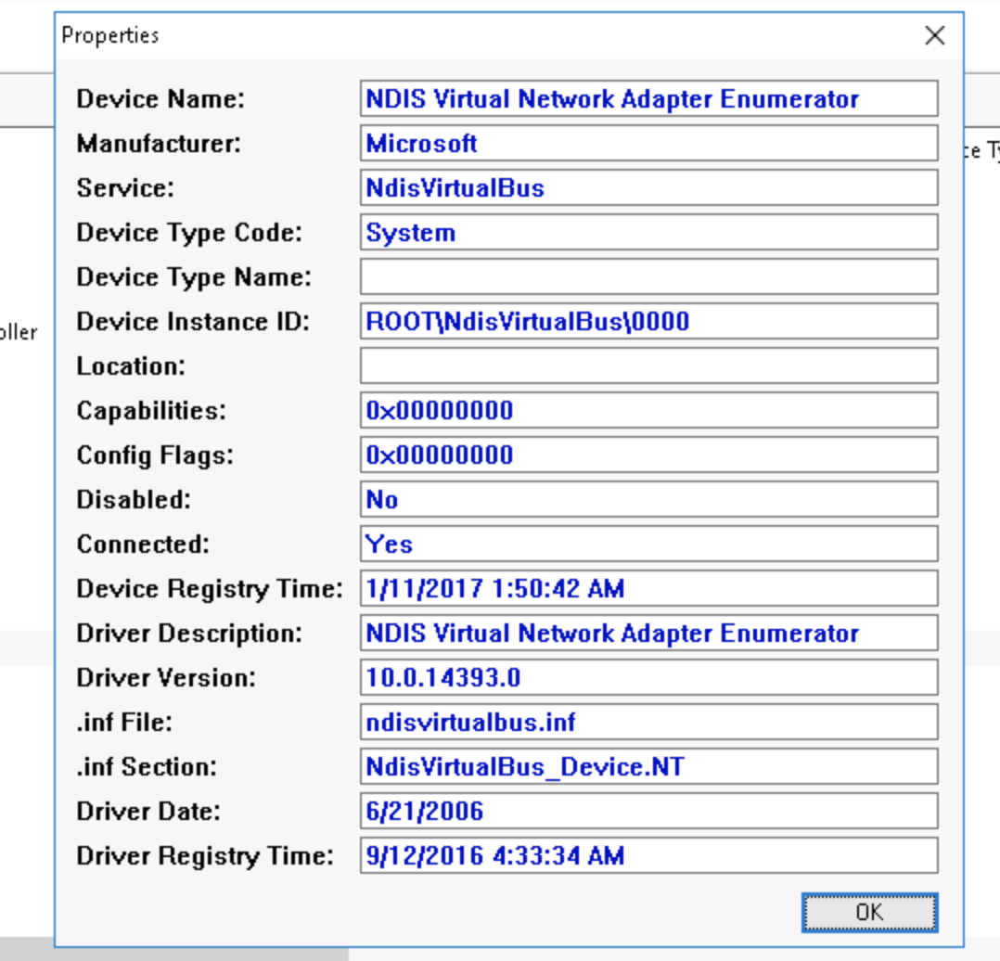 Properties
Device Name: NDIS Virtual Network Adapter Enumerator
Manufacturer: Microsoft
Service: NdisVirtualBus
Device Type Code: System
Device Type Name:
Device Instance ID: ROOT\NdisVirtualBus\0000
Location:
Capabilities: 0x00000000
Config Flags: 0x00000000
Disabled: No
Connected: Yes
Device Registry Time: 1/11/2017 1:50:42 AM
Driver Description: NDIS Virtual Network Adapter Enumerator
Driver Version: 10.0.14393.0
.inf File: ndisvirtualbus.inf
.inf Section: NdisVirtualBus_Device.NT
Driver Date: 6/21/2006
Driver Registry Time: 9/12/2016 4:33:34 AM
OK